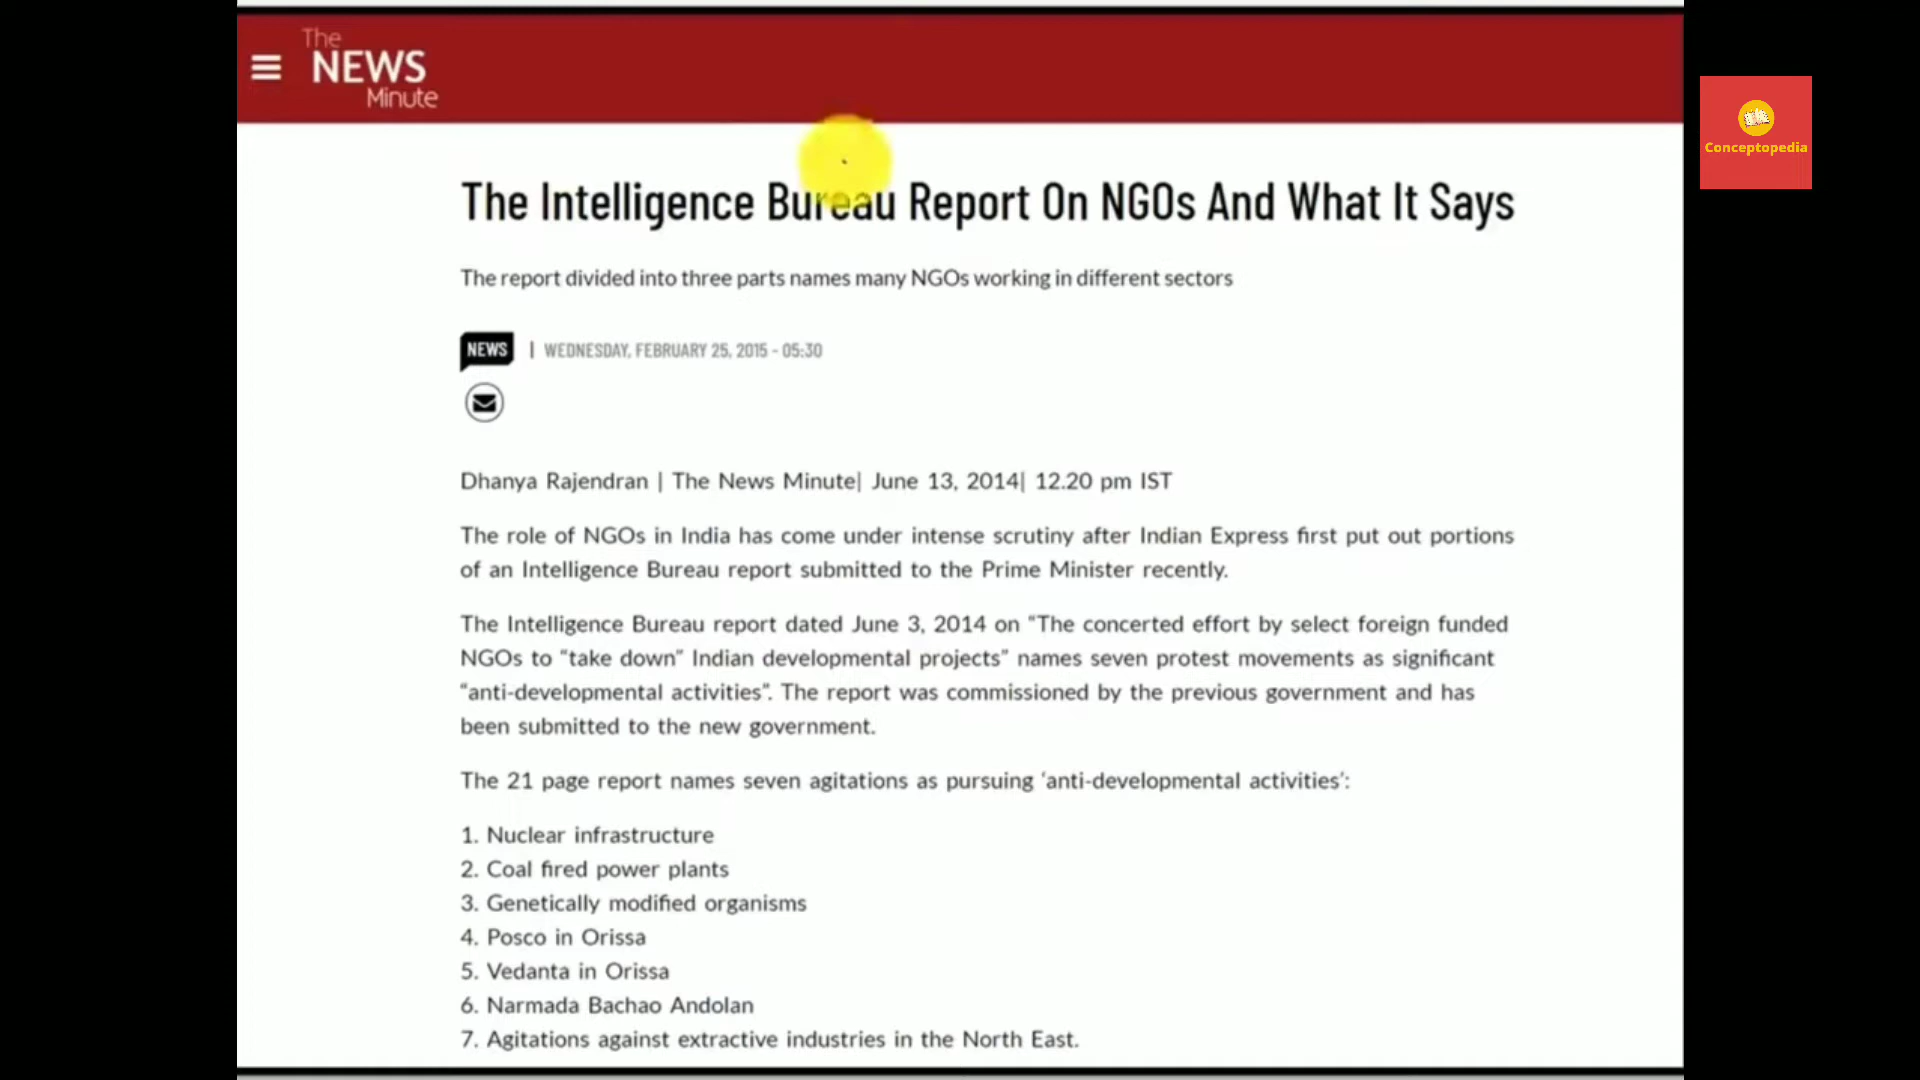 The
NEWS
Minute
Conceptopedia
The Intelligence Bureau Report On NGOs And What It Says
The report divided into three parts names many NGOs working in different sectors
NEWS | WEDNESDAY, FEBRUARY 25, 2015 - 05:30
Dhanya Rajendran | The News Minute| June 13, 2014| 12.20 pm IST
The role of NGOs in India has come under intense scrutiny after Indian Express first put out portions
of an Intelligence Bureau report submitted to the Prime Minister recently.
The Intelligence Bureau report dated June 3, 2014 on “The concerted effort by select foreign funded
NGOs to “take down” Indian developmental projects” names seven protest movements as significant
“anti-developmental activities”. The report was commissioned by the previous government and has
been submitted to the new government.
The 21 page report names seven agitations as pursuing ‘anti-developmental activities’:
1. Nuclear infrastructure
2. Coal fired power plants
3. Genetically modified organisms
4. Posco in Orissa
5. Vedanta in Orissa
6. Narmada Bachao Andolan
7. Agitations against extractive industries in the North East.